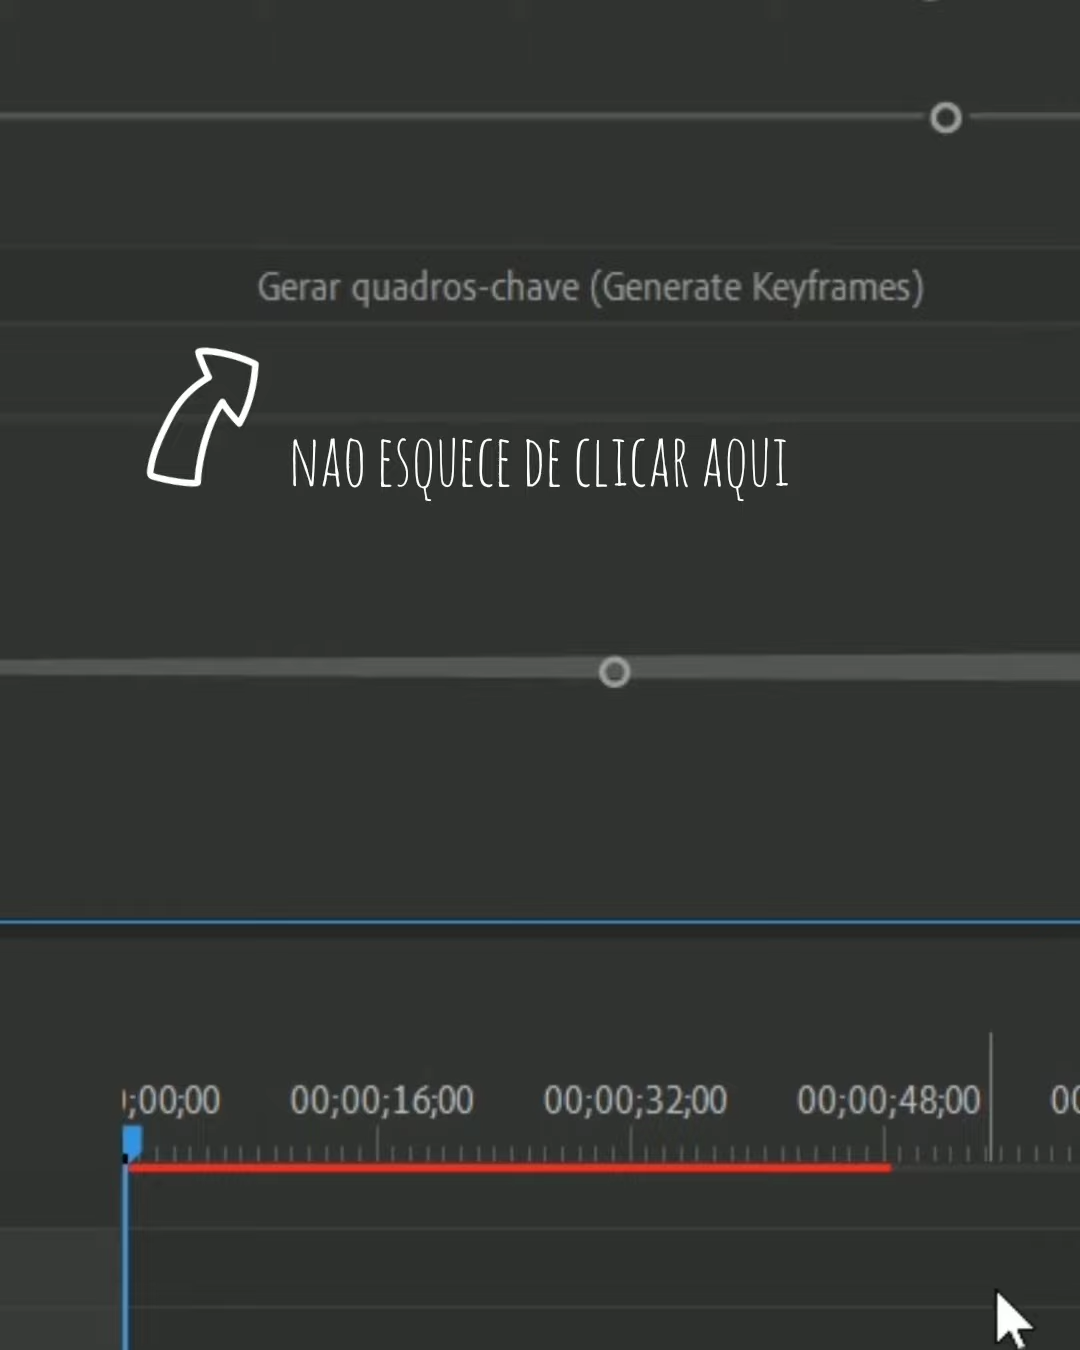 Gerar quadros-chave (Generate Keyframes)
NAO ESQUECE DE CLICAR AQUI
;00;00 00;00;16;00 00;00;32;00 00;00;48;00 00